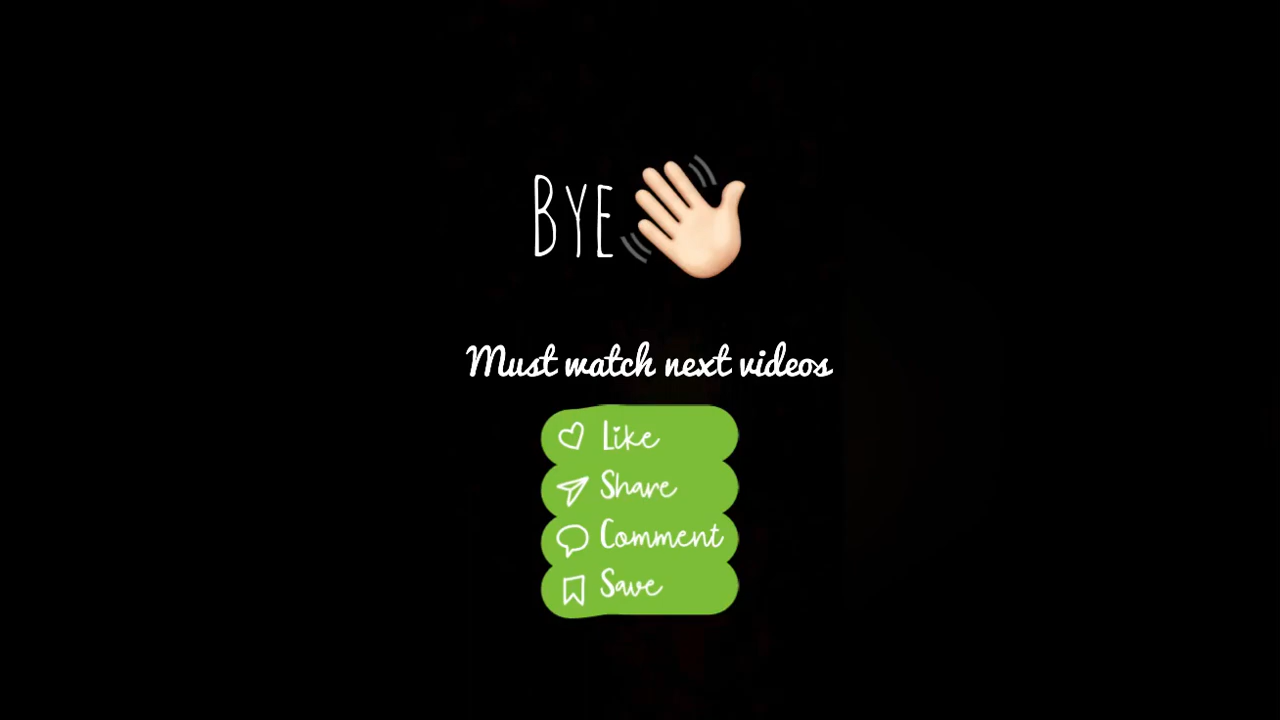 BYE👋🏻
Must watch next videos
Like
Share
Comment
Save